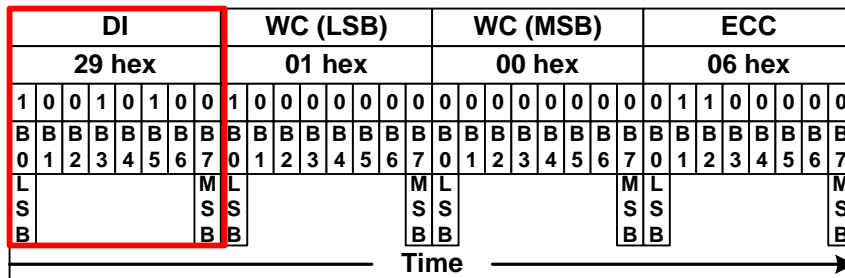 DI WC (LSB) WC (MSB) ECC
29 hex 01 hex 00 hex 06 hex
1 0 0 1 0 1 0 0 1 0 0 0 0 0 0 0 0 0 0 0 0 0 0 0 0 1 1 0 0 0 0 0
B B B B B B B B B B B B B B B B B B B B B B B B B B B B B B B B
0 1 2 3 4 5 6 7 0 1 2 3 4 5 6 7 0 1 2 3 4 5 6 7 0 1 2 3 4 5 6 7
L M L M L M L M
S S S S S S S S
B B B B B B B B
Time